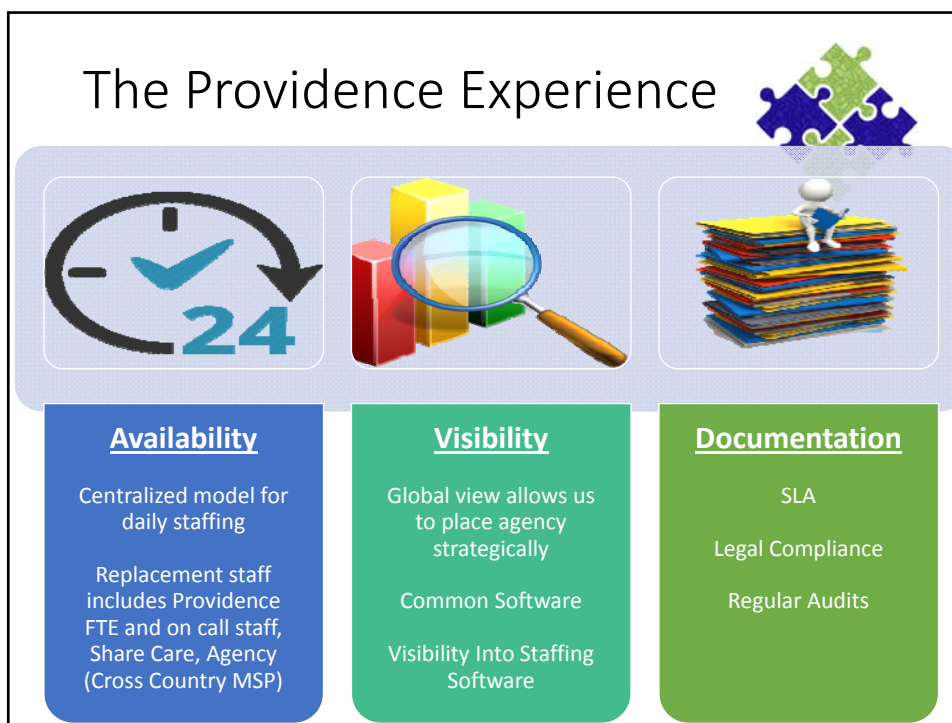 The Providence Experience
24
Availability
Centralized model for
daily staffing
Replacement staff
includes Providence
FTE and on call staff,
Share Care, Agency
(Cross Country MSP)
Visibility
Global view allows us
to place agency
strategically
Common Software
Visibility Into Staffing
Software
Documentation
SLA
Legal Compliance
Regular Audits